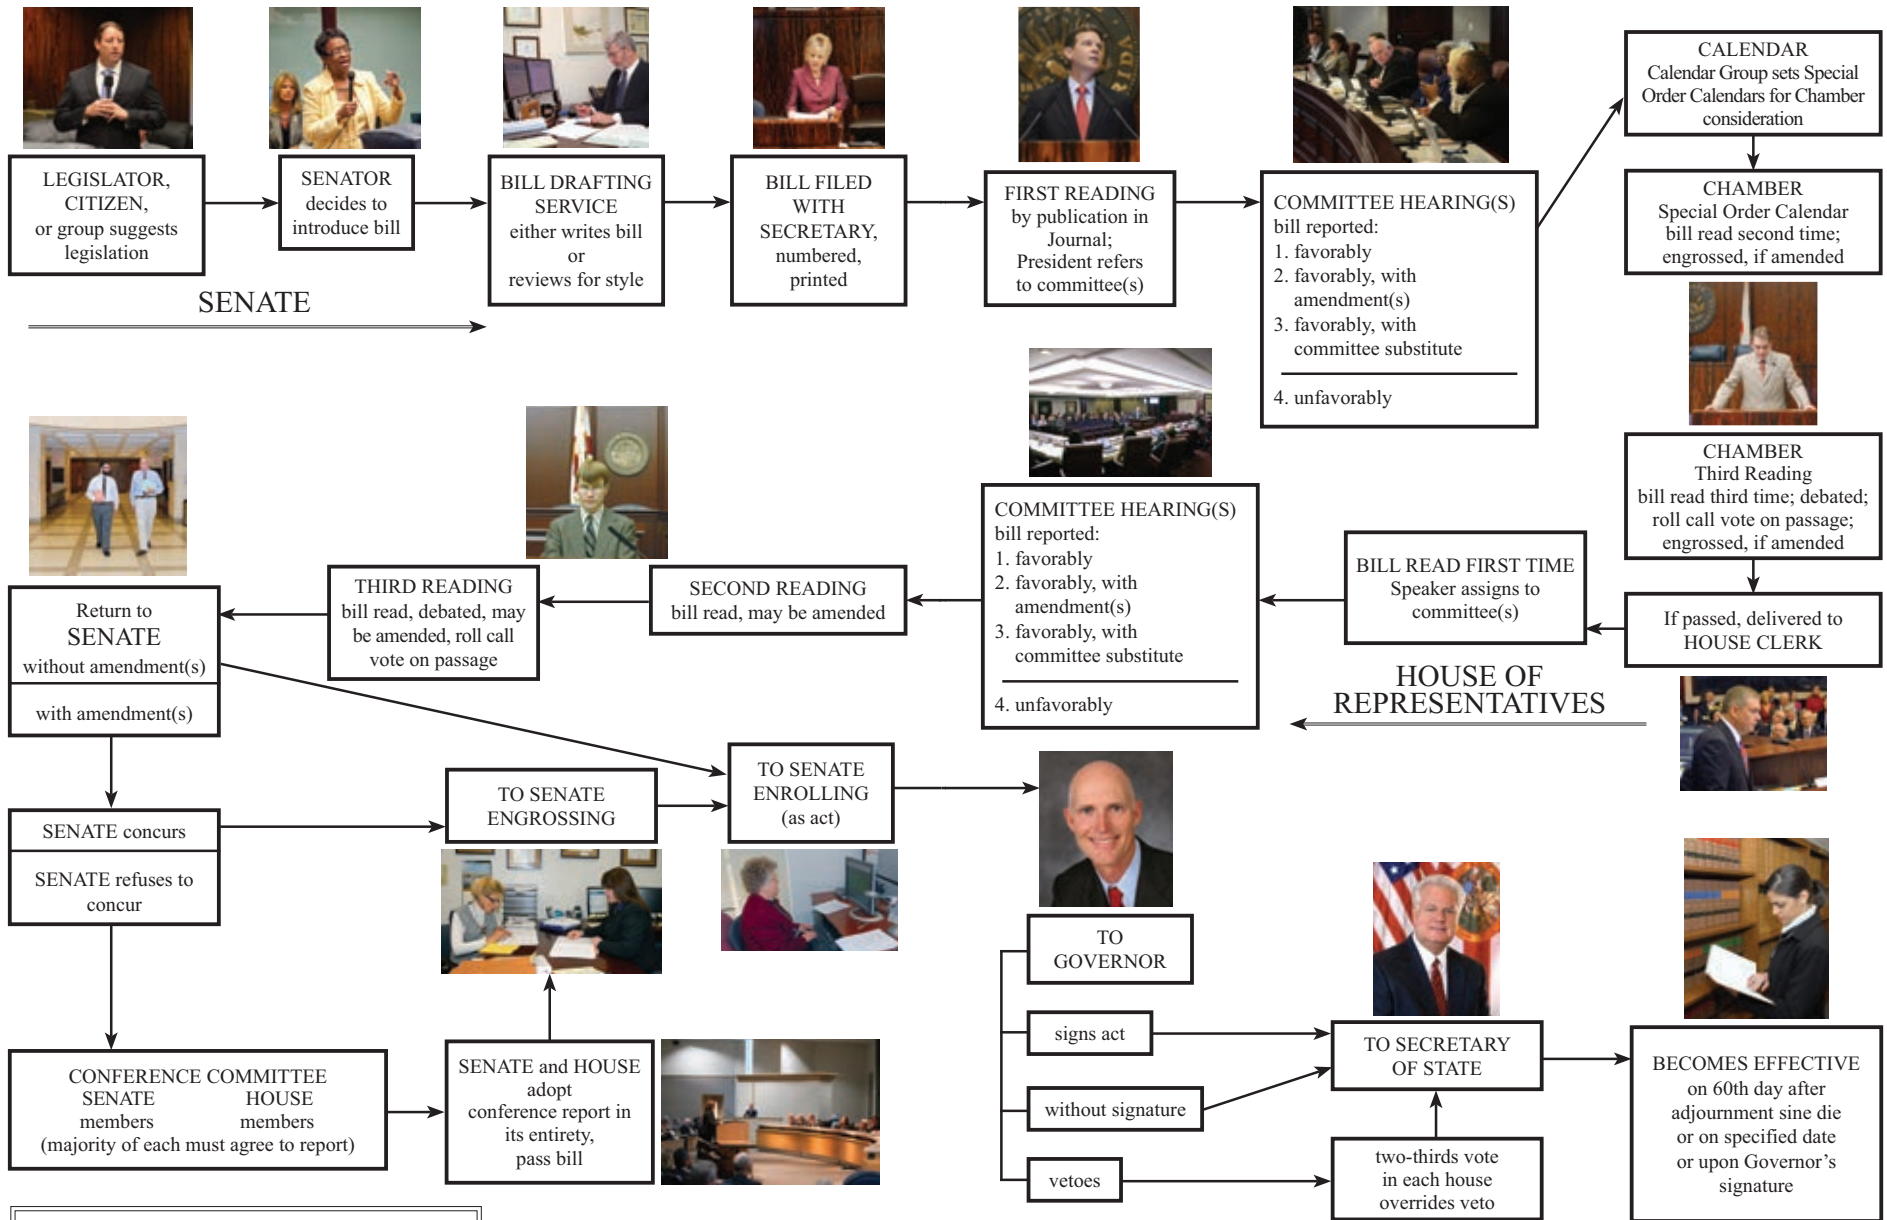 LEGISLATOR,
CITIZEN,
or group suggests
legislation
SENATOR
decides to
introduce bill
BILL DRAFTING
SERVICE
either writes bill
or
reviews for style
BILL FILED
WITH
SECRETARY,
numbered,
printed
FIRST READING
by publication in
Journal;
President refers
to committee(s)
COMMITTEE HEARING(S)
bill reported:
1. favorably
2. favorably, with
amendment(s)
3. favorably, with
committee substitute
4. unfavorably
CALENDAR
Calendar Group sets Special
Order Calendars for Chamber
consideration
CHAMBER
Special Order Calendar
bill read second time;
engrossed, if amended
SENATE
CHAMBER
Third Reading
bill read third time; debated;
roll call vote on passage;
engrossed, if amended
If passed, delivered to
HOUSE CLERK
HOUSE OF
REPRESENTATIVES
BILL READ FIRST TIME
Speaker assigns to
committee(s)
COMMITTEE HEARING(S)
bill reported:
1. favorably
2. favorably, with
amendment(s)
3. favorably, with
committee substitute
4. unfavorably
SECOND READING
bill read, may be amended
THIRD READING
bill read, debated, may
be amended, roll call
vote on passage
Return to
SENATE
without amendment(s)
with amendment(s)
SENATE concurs
SENATE refuses to
concur
TO SENATE
ENGROSSING
TO SENATE
ENROLLING
(as act)
CONFERENCE COMMITTEE
SENATE HOUSE
members members
(majority of each must agree to report)
SENATE and HOUSE
adopt
conference report in
its entirety,
pass bill
TO
GOVERNOR
signs act
without signature
vetoes
two-thirds vote
in each house
overrides veto
TO SECRETARY
OF STATE
BECOMES EFFECTIVE
on 60th day after
adjournment sine die
or on specified date
or upon Governor's
signature